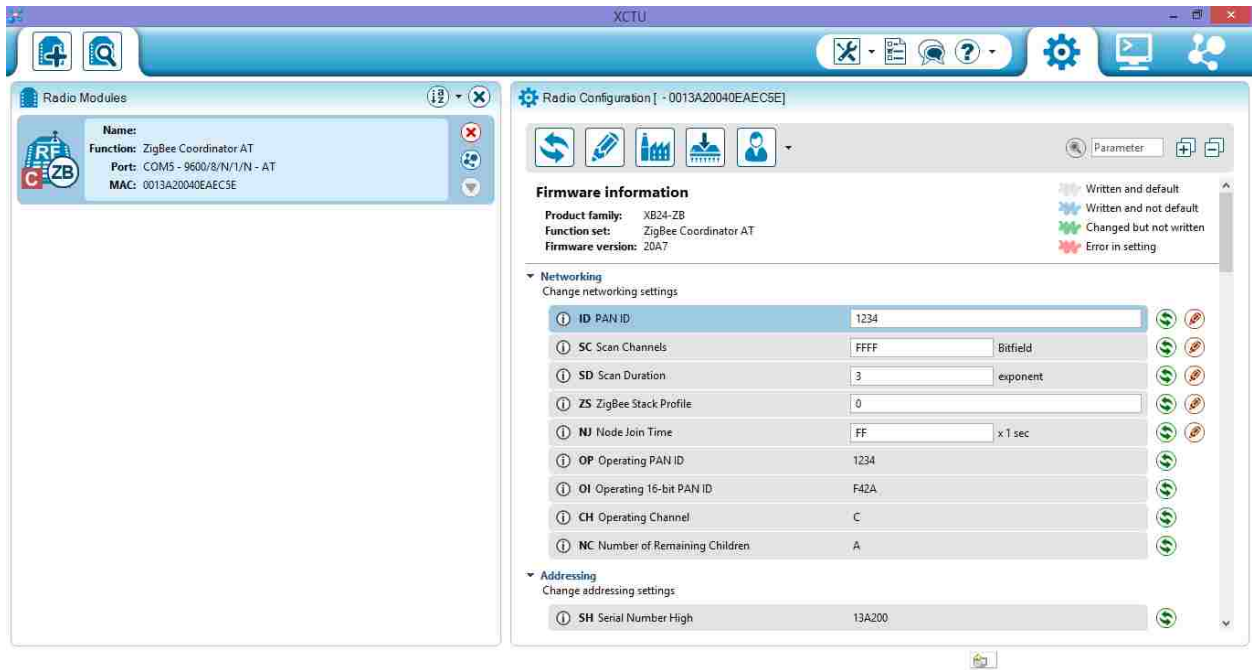 XCTU
Radio Modules
Name:
Function: ZigBee Coordinator AT
Port: COM5 - 9600/8/N/1/N - AT
MAC: 0013A20040EAEC5E
RF
C
ZB
Radio Configuration [ - 0013A20040EAEC5E]
Parameter
Firmware information
Product family: XB24-ZB
Function set: ZigBee Coordinator AT
Firmware version: 20A7
Written and default
Written and not default
Changed but not written
Error in setting
Networking
Change networking settings
ID PAN ID 1234
SC Scan Channels FFFF Bitfield
SD Scan Duration 3 exponent
ZS ZigBee Stack Profile 0
NJ Node Join Time FF x 1 sec
OP Operating PAN ID 1234
OI Operating 16-bit PAN ID F42A
CH Operating Channel C
NC Number of Remaining Children A
Addressing
Change addressing settings
SH Serial Number High 13A200